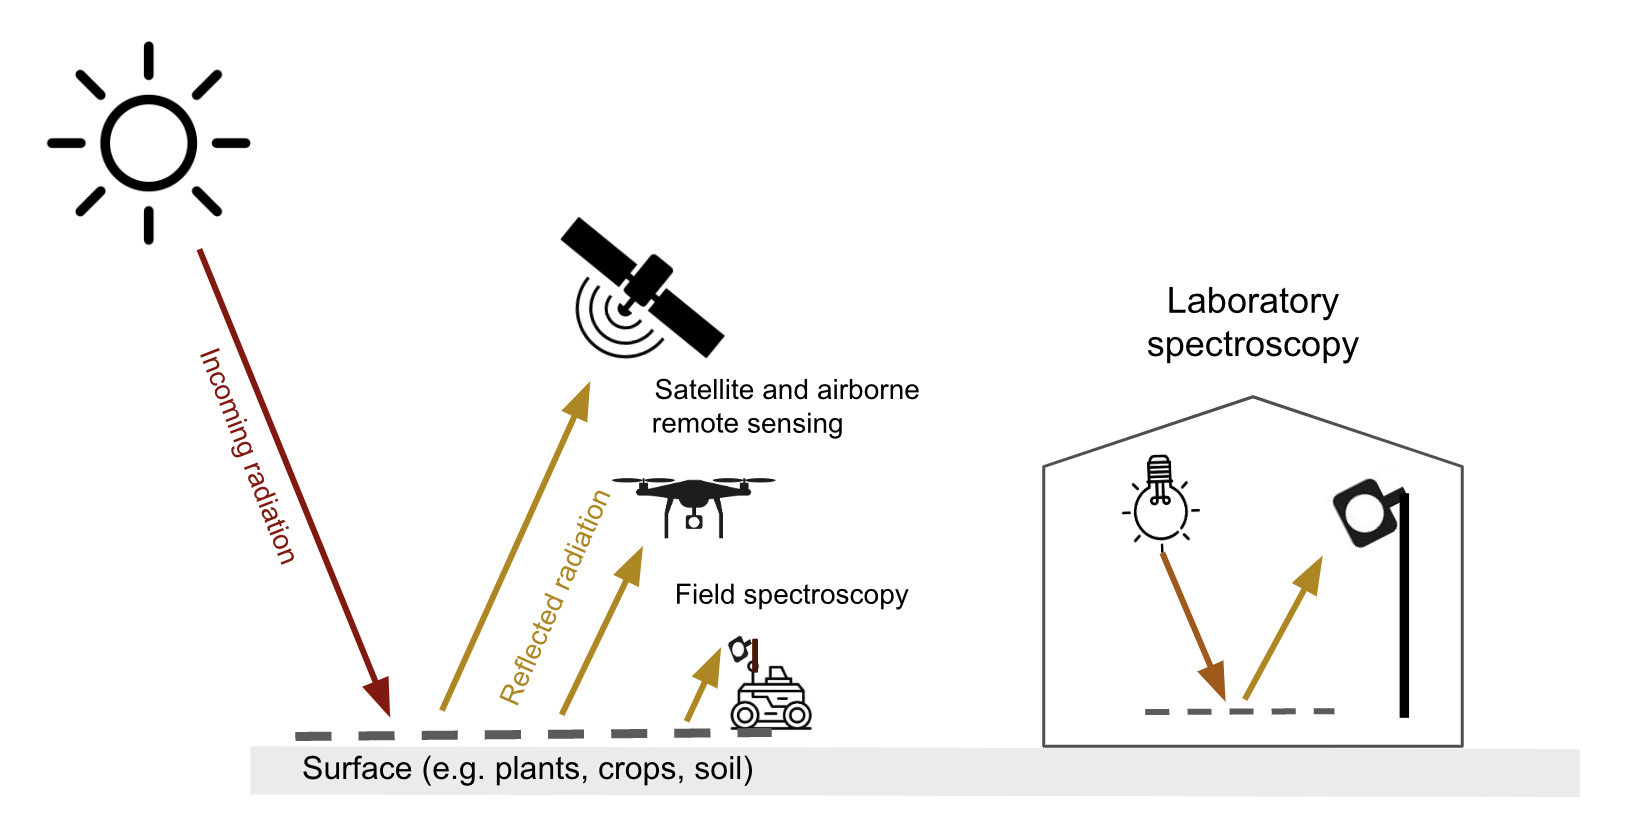 Incoming radiation
Reflected radiation
Satellite and airborne
remote sensing
Field spectroscopy
Laboratory
spectroscopy
Surface (e.g. plants, crops, soil)